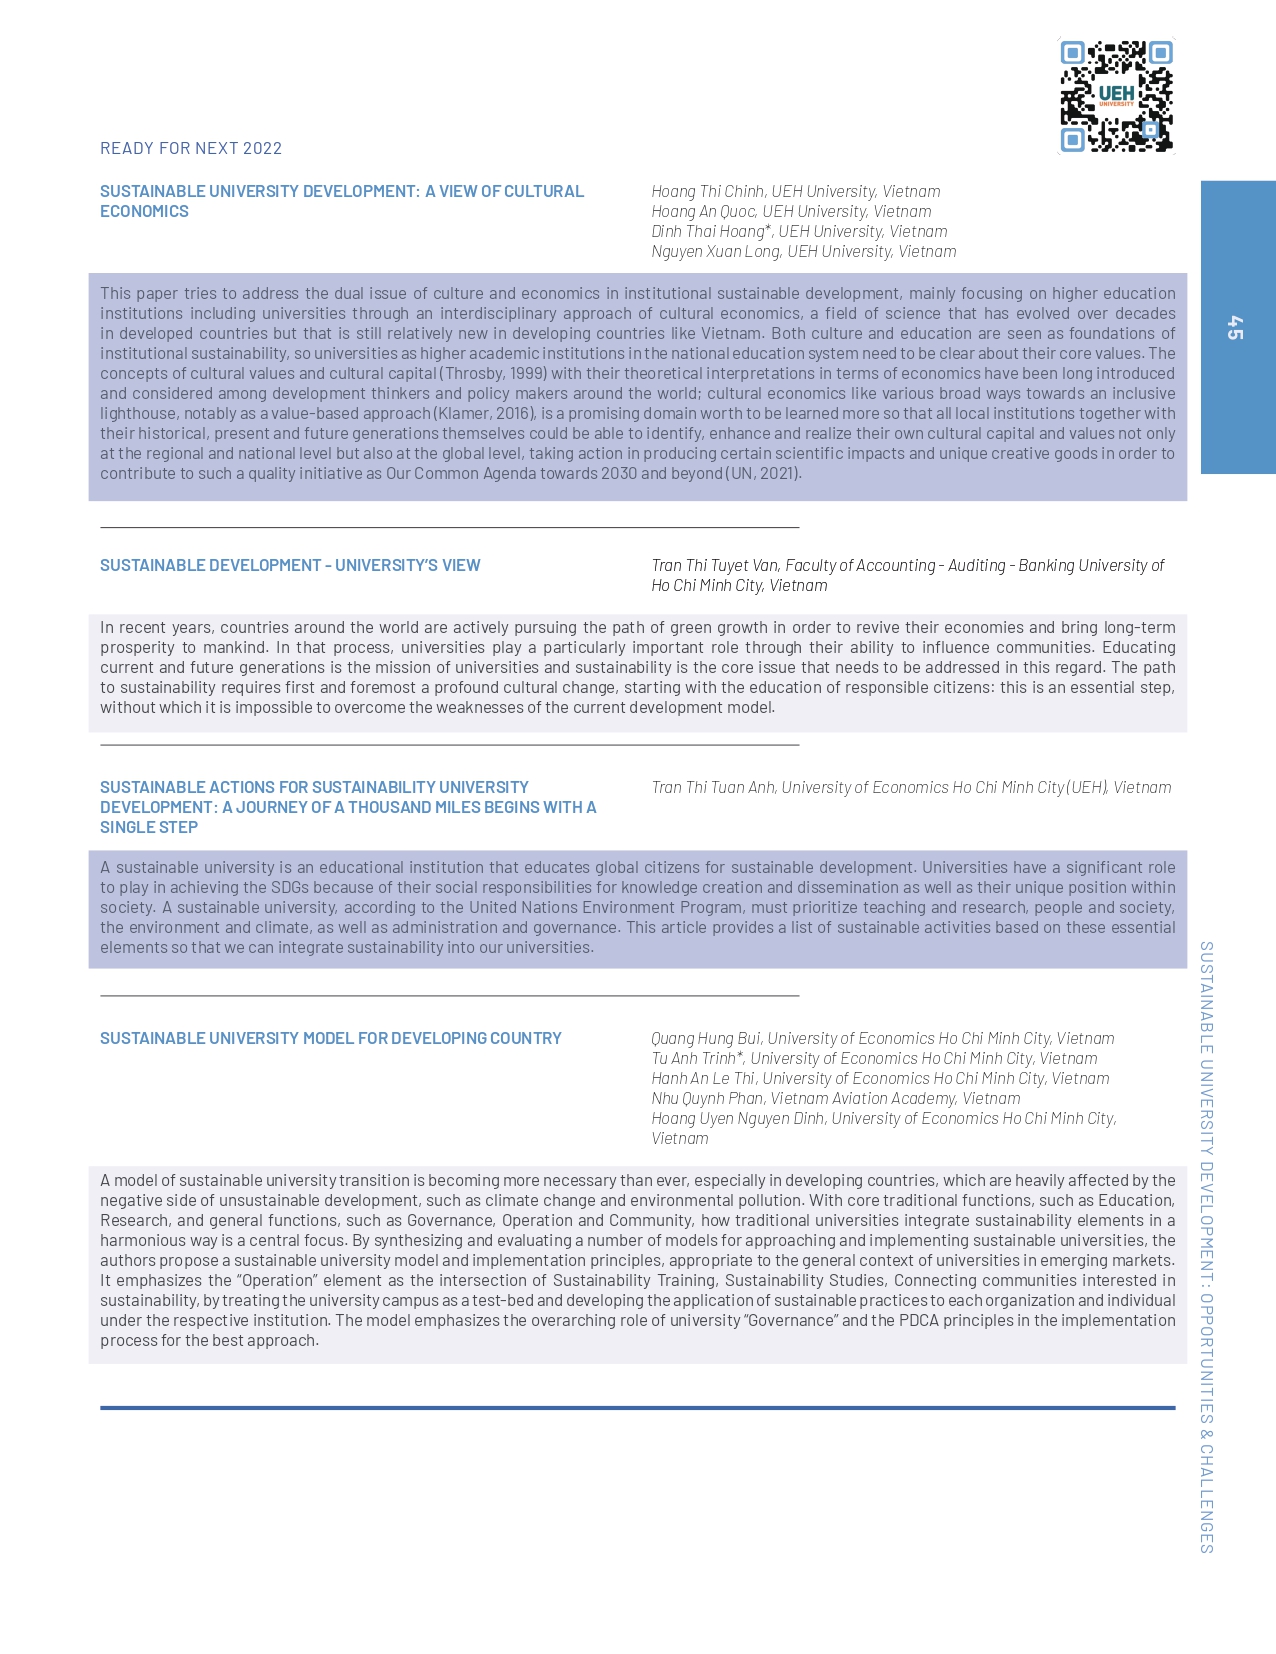 UEH
UNIVERSITY
READY FOR NEXT 2022
SUSTAINABLE UNIVERSITY DEVELOPMENT: A VIEW OF CULTURAL
ECONOMICS
Hoang Thi Chinh, UEH University, Vietnam
Hoang An Quoc, UEH University, Vietnam
Dinh Thai Hoang*, UEH University, Vietnam
Nguyen Xuan Long, UEH University, Vietnam
This paper tries to address the dual issue of culture and economics in institutional sustainable development, mainly focusing on higher education
institutions including universities through an interdisciplinary approach of cultural economics, a field of science that has evolved over decades
in developed countries but that is still relatively new in developing countries like Vietnam. Both culture and education are seen as foundations of
institutional sustainability, so universities as higher academic institutions in the national education system need to be clear about their core values. The
concepts of cultural values and cultural capital (Throsby, 1999) with their theoretical interpretations in terms of economics have been long introduced
and considered among development thinkers and policy makers around the world; cultural economics like various broad ways towards an inclusive
lighthouse, notably as a value-based approach (Klamer, 2016), is a promising domain worth to be learned more so that all local institutions together with
their historical, present and future generations themselves could be able to identify, enhance and realize their own cultural capital and values not only
at the regional and national level but also at the global level, taking action in producing certain scientific impacts and unique creative goods in order to
contribute to such a quality initiative as Our Common Agenda towards 2030 and beyond (UN, 2021).
SUSTAINABLE DEVELOPMENT - UNIVERSITY'S VIEW
Tran Thi Tuyet Van, Faculty of Accounting - Auditing - Banking University of
Ho Chi Minh City, Vietnam
In recent years, countries around the world are actively pursuing the path of green growth in order to revive their economies and bring long-term
prosperity to mankind. In that process, universities play a particularly important role through their ability to influence communities. Educating
current and future generations is the mission of universities and sustainability is the core issue that needs to be addressed in this regard. The path
to sustainability requires first and foremost a profound cultural change, starting with the education of responsible citizens: this is an essential step,
without which it is impossible to overcome the weaknesses of the current development model.
SUSTAINABLE ACTIONS FOR SUSTAINABILITY UNIVERSITY
DEVELOPMENT: A JOURNEY OF A THOUSAND MILES BEGINS WITH A
SINGLE STEP
Tran Thi Tuan Anh, University of Economics Ho Chi Minh City (UEH), Vietnam
A sustainable university is an educational institution that educates global citizens for sustainable development. Universities have a significant role
to play in achieving the SDGs because of their social responsibilities for knowledge creation and dissemination as well as their unique position within
society. A sustainable university, according to the United Nations Environment Program, must prioritize teaching and research, people and society,
the environment and climate, as well as administration and governance. This article provides a list of sustainable activities based on these essential
elements so that we can integrate sustainability into our universities.
SUSTAINABLE UNIVERSITY MODEL FOR DEVELOPING COUNTRY
Quang Hung Bui, University of Economics Ho Chi Minh City, Vietnam
Tu Anh Trinh*, University of Economics Ho Chi Minh City, Vietnam
Hanh An Le Thi, University of Economics Ho Chi Minh City, Vietnam
Nhu Quynh Phan, Vietnam Aviation Academy, Vietnam
Hoang Uyen Nguyen Dinh, University of Economics Ho Chi Minh City,
Vietnam
A model of sustainable university transition is becoming more necessary than ever, especially in developing countries, which are heavily affected by the
negative side of unsustainable development, such as climate change and environmental pollution. With core traditional functions, such as Education,
Research, and general functions, such as Governance, Operation and Community, how traditional universities integrate sustainability elements in a
harmonious way is a central focus. By synthesizing and evaluating a number of models for approaching and implementing sustainable universities, the
authors propose a sustainable university model and implementation principles, appropriate to the general context of universities in emerging markets.
It emphasizes the "Operation" element as the intersection of Sustainability Training, Sustainability Studies, Connecting communities interested in
sustainability, by treating the university campus as a test-bed and developing the application of sustainable practices to each organization and individual
under the respective institution. The model emphasizes the overarching role of university "Governance" and the PDCA principles in the implementation
process for the best approach.
45
SUSTAINABLE UNIVERSITY DEVELOPMENT: OPPORTUNITIES & CHALLENGES